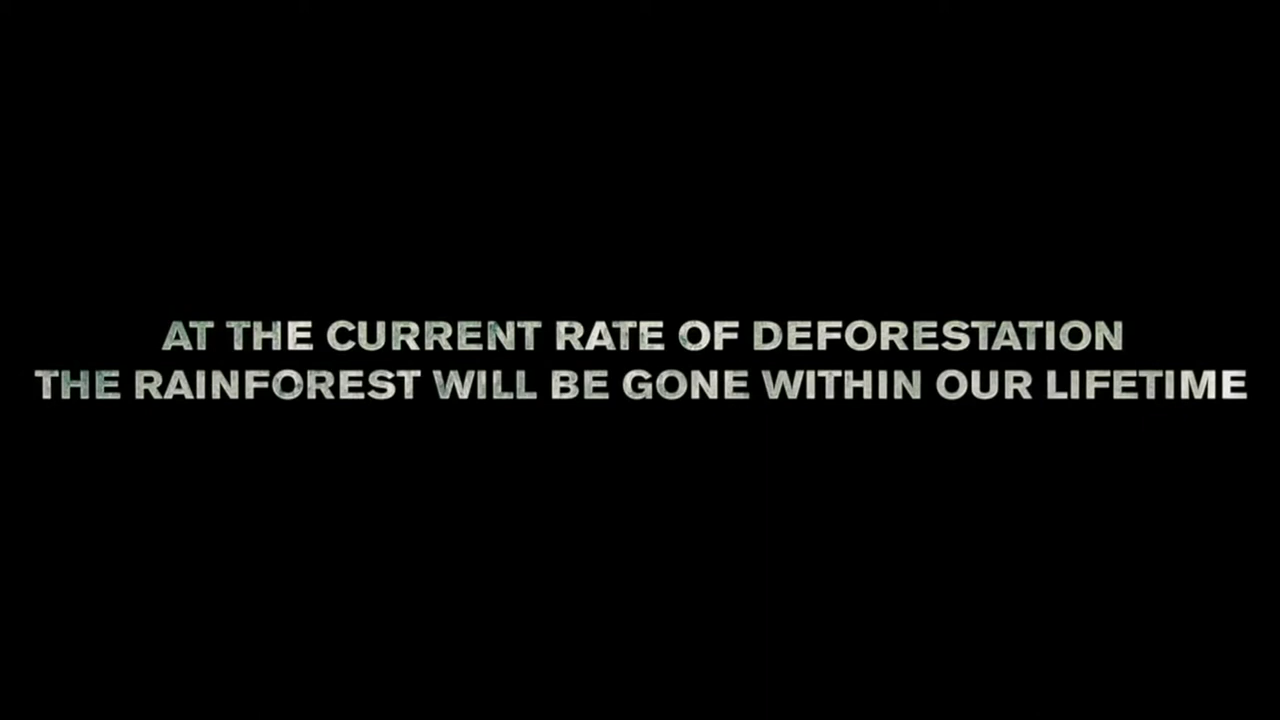 AT THE CURRENT RATE OF DEFORESTATION
THE RAINFOREST WILL BE GONE WITHIN OUR LIFETIME